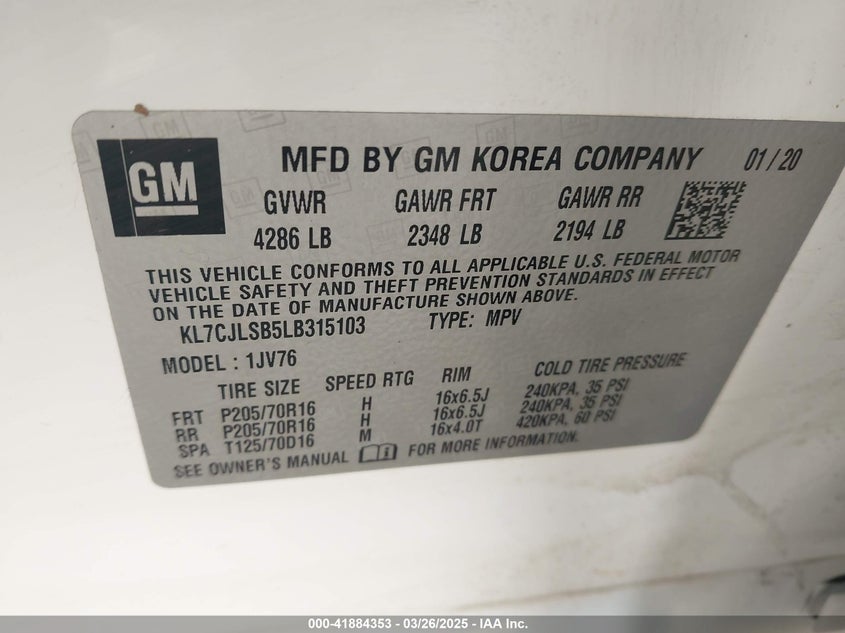 GM
MFD BY GM KOREA COMPANY 01/20
GVWR GAWR FRT GAWR RR
4286 LB 2348 LB 2194 LB
THIS VEHICLE CONFORMS TO ALL APPLICABLE U.S. FEDERAL MOTOR
VEHICLE SAFETY AND THEFT PREVENTION STANDARDS IN EFFECT
ON THE DATE OF MANUFACTURE SHOWN ABOVE.
KL7CJLSB5LB315103 TYPE: MPV
MODEL : 1JV76
TIRE SIZE SPEED RTG RIM COLD TIRE PRESSURE
FRT P205/70R16 H 16x6.5J 240KPA, 35 PSI
RR P205/70R16 H 16x6.5J 240KPA, 35 PSI
SPA T125/70D16 M 16x4.0T 420KPA, 60 PSI
SEE OWNER'S MANUAL FOR MORE INFORMATION.
000-41884353 - 03/26/2025 - IAA Inc.